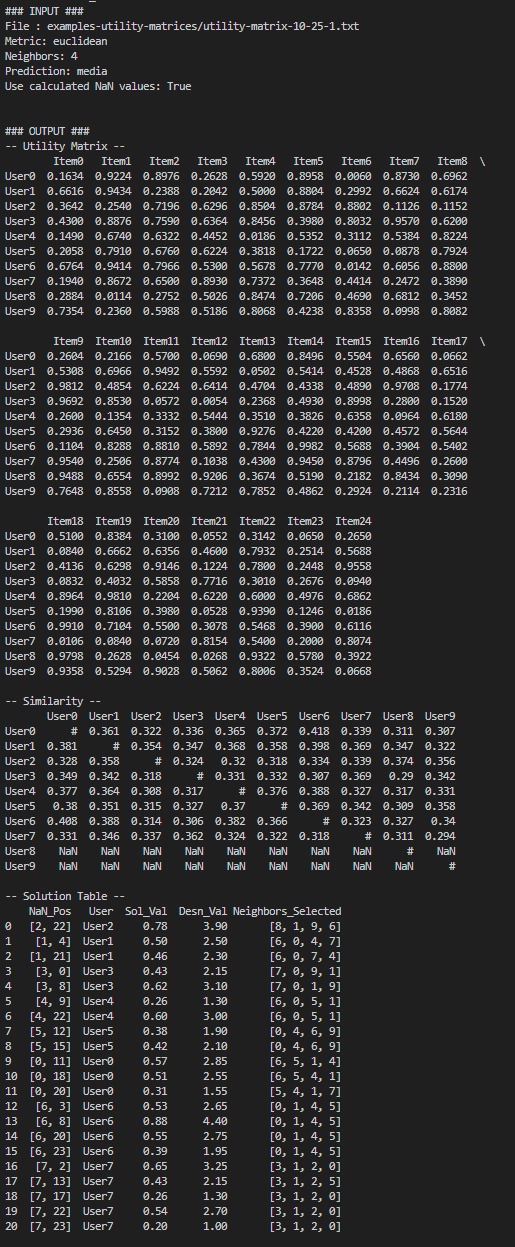 ### INPUT ###
File : examples-utility-matrices/utility-matrix-10-25-1.txt
Metric: euclidean
Neighbors: 4
Prediction: media
Use calculated NaN values: True
### OUTPUT ###
-- Utility Matrix --
Item0 Item1 Item2 Item3 Item4 Item5 Item6 Item7 Item8 \
User0 0.1634 0.9224 0.8976 0.2628 0.5920 0.8958 0.0060 0.8730 0.6962
User1 0.6616 0.9434 0.2388 0.2042 0.5000 0.8804 0.2992 0.6624 0.6174
User2 0.3642 0.2540 0.7196 0.6296 0.8504 0.8784 0.8802 0.1126 0.1152
User3 0.4300 0.8876 0.7590 0.6364 0.8456 0.3980 0.8032 0.9570 0.6200
User4 0.1490 0.6740 0.6322 0.4452 0.0186 0.5352 0.3112 0.5384 0.8224
User5 0.2058 0.7910 0.6760 0.6224 0.3818 0.1722 0.0650 0.0878 0.7924
User6 0.6764 0.9414 0.7966 0.5300 0.5678 0.7770 0.0142 0.6056 0.8800
User7 0.1940 0.8672 0.6500 0.8930 0.7372 0.3648 0.4414 0.2472 0.3890
User8 0.2884 0.0114 0.2752 0.5026 0.8474 0.7206 0.4690 0.6812 0.3452
User9 0.7354 0.2360 0.5988 0.5186 0.8068 0.4238 0.8358 0.0998 0.8082
Item9 Item10 Item11 Item12 Item13 Item14 Item15 Item16 Item17 \
User0 0.2604 0.2166 0.5700 0.0690 0.6800 0.8496 0.5504 0.6560 0.0662
User1 0.5308 0.6966 0.9492 0.5592 0.0502 0.5414 0.4528 0.4868 0.6516
User2 0.9812 0.4854 0.6224 0.6414 0.4704 0.4338 0.4890 0.9708 0.1774
User3 0.9692 0.8530 0.0572 0.0054 0.2368 0.4930 0.8998 0.2800 0.1520
User4 0.2600 0.1354 0.3332 0.5444 0.3510 0.3826 0.6358 0.0964 0.6180
User5 0.2936 0.6450 0.3152 0.3800 0.9276 0.4220 0.4200 0.4572 0.5644
User6 0.1104 0.8288 0.8810 0.5892 0.7844 0.9982 0.5688 0.3904 0.5402
User7 0.9540 0.2506 0.8774 0.1038 0.4300 0.9450 0.8796 0.4496 0.2600
User8 0.9488 0.6554 0.8992 0.9206 0.3674 0.5190 0.2182 0.8434 0.3090
User9 0.7648 0.8558 0.0908 0.7212 0.7852 0.4862 0.2924 0.2114 0.2316
Item18 Item19 Item20 Item21 Item22 Item23 Item24
User0 0.5100 0.8384 0.3100 0.0552 0.3142 0.0650 0.2650
User1 0.0840 0.6662 0.6356 0.4600 0.7932 0.2514 0.5688
User2 0.4136 0.6298 0.9146 0.1224 0.7800 0.2448 0.9558
User3 0.0832 0.4032 0.5858 0.7716 0.3010 0.2676 0.0940
User4 0.8964 0.9810 0.2204 0.6220 0.6000 0.4976 0.6862
User5 0.1990 0.8106 0.3980 0.0528 0.9390 0.1246 0.0186
User6 0.9910 0.7104 0.5500 0.3078 0.5468 0.3900 0.6116
User7 0.0106 0.0840 0.0720 0.8154 0.5400 0.2000 0.8074
User8 0.9798 0.2628 0.0454 0.0268 0.9322 0.5780 0.3922
User9 0.9358 0.5294 0.9028 0.5062 0.8006 0.3524 0.0668
-- Similarity --
User0 User1 User2 User3 User4 User5 User6 User7 User8 User9
User0 # 0.361 0.322 0.336 0.365 0.372 0.418 0.339 0.311 0.307
User1 0.381 # 0.354 0.347 0.368 0.358 0.398 0.369 0.347 0.322
User2 0.328 0.358 # 0.324 0.32 0.318 0.334 0.339 0.374 0.356
User3 0.349 0.342 0.318 # 0.331 0.332 0.307 0.369 0.29 0.342
User4 0.377 0.364 0.308 0.317 # 0.376 0.388 0.327 0.317 0.331
User5 0.38 0.351 0.315 0.327 0.37 # 0.369 0.342 0.309 0.358
User6 0.408 0.388 0.314 0.306 0.382 0.366 # 0.323 0.327 0.34
User7 0.331 0.346 0.337 0.362 0.324 0.322 0.318 # 0.311 0.294
User8 NaN NaN NaN NaN NaN NaN NaN NaN # NaN
User9 NaN NaN NaN NaN NaN NaN NaN NaN NaN #
-- Solution Table --
NaN_Pos User Sol_Val Desn_Val Neighbors_Selected
0 [2, 22] User2 0.78 3.90 [8, 1, 9, 6]
1 [1, 4] User1 0.50 2.50 [6, 0, 4, 7]
2 [1, 21] User1 0.46 2.30 [6, 0, 7, 4]
3 [3, 0] User3 0.43 2.15 [7, 0, 9, 1]
4 [3, 8] User3 0.62 3.10 [7, 0, 1, 9]
5 [4, 9] User4 0.26 1.30 [6, 0, 5, 1]
6 [4, 22] User4 0.60 3.00 [6, 0, 5, 1]
7 [5, 12] User5 0.38 1.90 [0, 4, 6, 9]
8 [5, 15] User5 0.42 2.10 [0, 4, 6, 9]
9 [0, 11] User0 0.57 2.85 [6, 5, 1, 4]
10 [0, 18] User0 0.51 2.55 [6, 5, 4, 1]
11 [0, 20] User0 0.31 1.55 [5, 4, 1, 7]
12 [6, 3] User6 0.53 2.65 [0, 1, 4, 5]
13 [6, 8] User6 0.88 4.40 [0, 1, 4, 5]
14 [6, 20] User6 0.55 2.75 [0, 1, 4, 5]
15 [6, 23] User6 0.39 1.95 [0, 1, 4, 5]
16 [7, 2] User7 0.65 3.25 [3, 1, 2, 0]
17 [7, 13] User7 0.43 2.15 [3, 1, 2, 5]
18 [7, 17] User7 0.26 1.30 [3, 1, 2, 0]
19 [7, 22] User7 0.54 2.70 [3, 1, 2, 0]
20 [7, 23] User7 0.20 1.00 [3, 1, 2, 0]